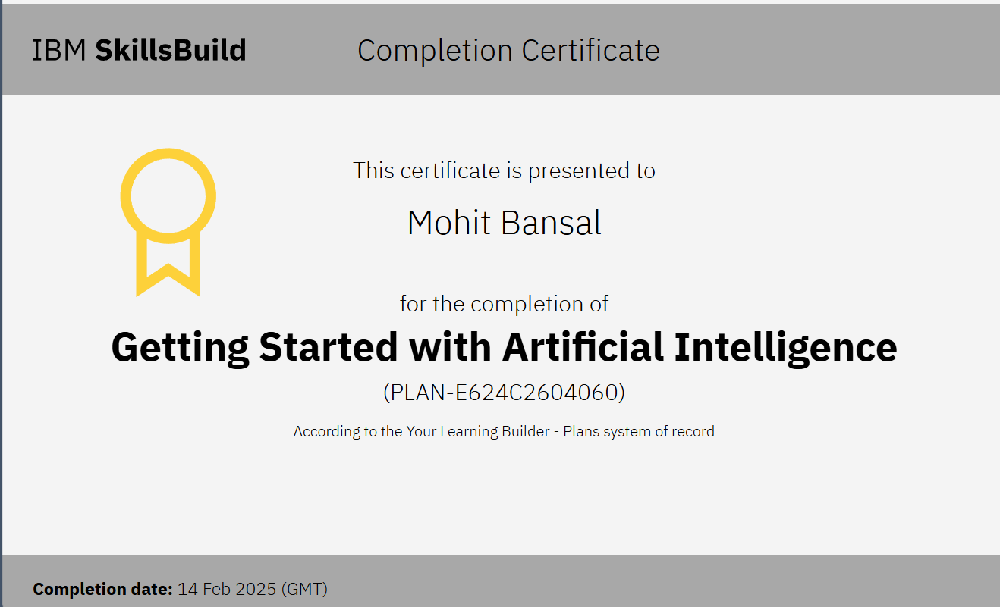 IBM SkillsBuild
Completion Certificate
This certificate is presented to
Mohit Bansal
for the completion of
Getting Started with Artificial Intelligence
(PLAN-E624C2604060)
According to the Your Learning Builder - Plans system of record
Completion date: 14 Feb 2025 (GMT)